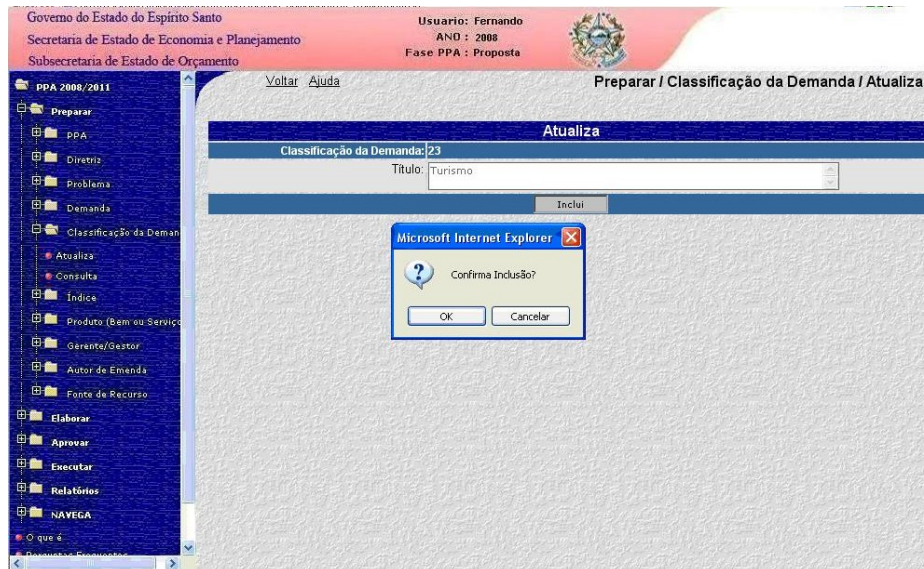 Governo do Estado do Espírito Santo
Secretaria de Estado de Economia e Planejamento
Subsecretaria de Estado de Orçamento
Usuario: Fernando
ANO : 2008
Fase PPA : Proposta
Voltar Ajuda
Preparar / Classificação da Demanda / Atualiza
PPA 2008/2011
Preparar
PPA
Diretriz
Problema
Demanda
Classificação da Deman
Atualiza
Consulta
Índice
Produto (Bem ou Serviço
Gerente/Gestor
Autor de Emenda
Fonte de Recurso
Elaborar
Aprovar
Executar
Relatórios
NAVEGA
O que é
Perguntas Frequentes
Atualiza
Classificação da Demanda: 23
Título: Turismo
Inclui
Microsoft Internet Explorer
Confirma Inclusão?
OK Cancelar